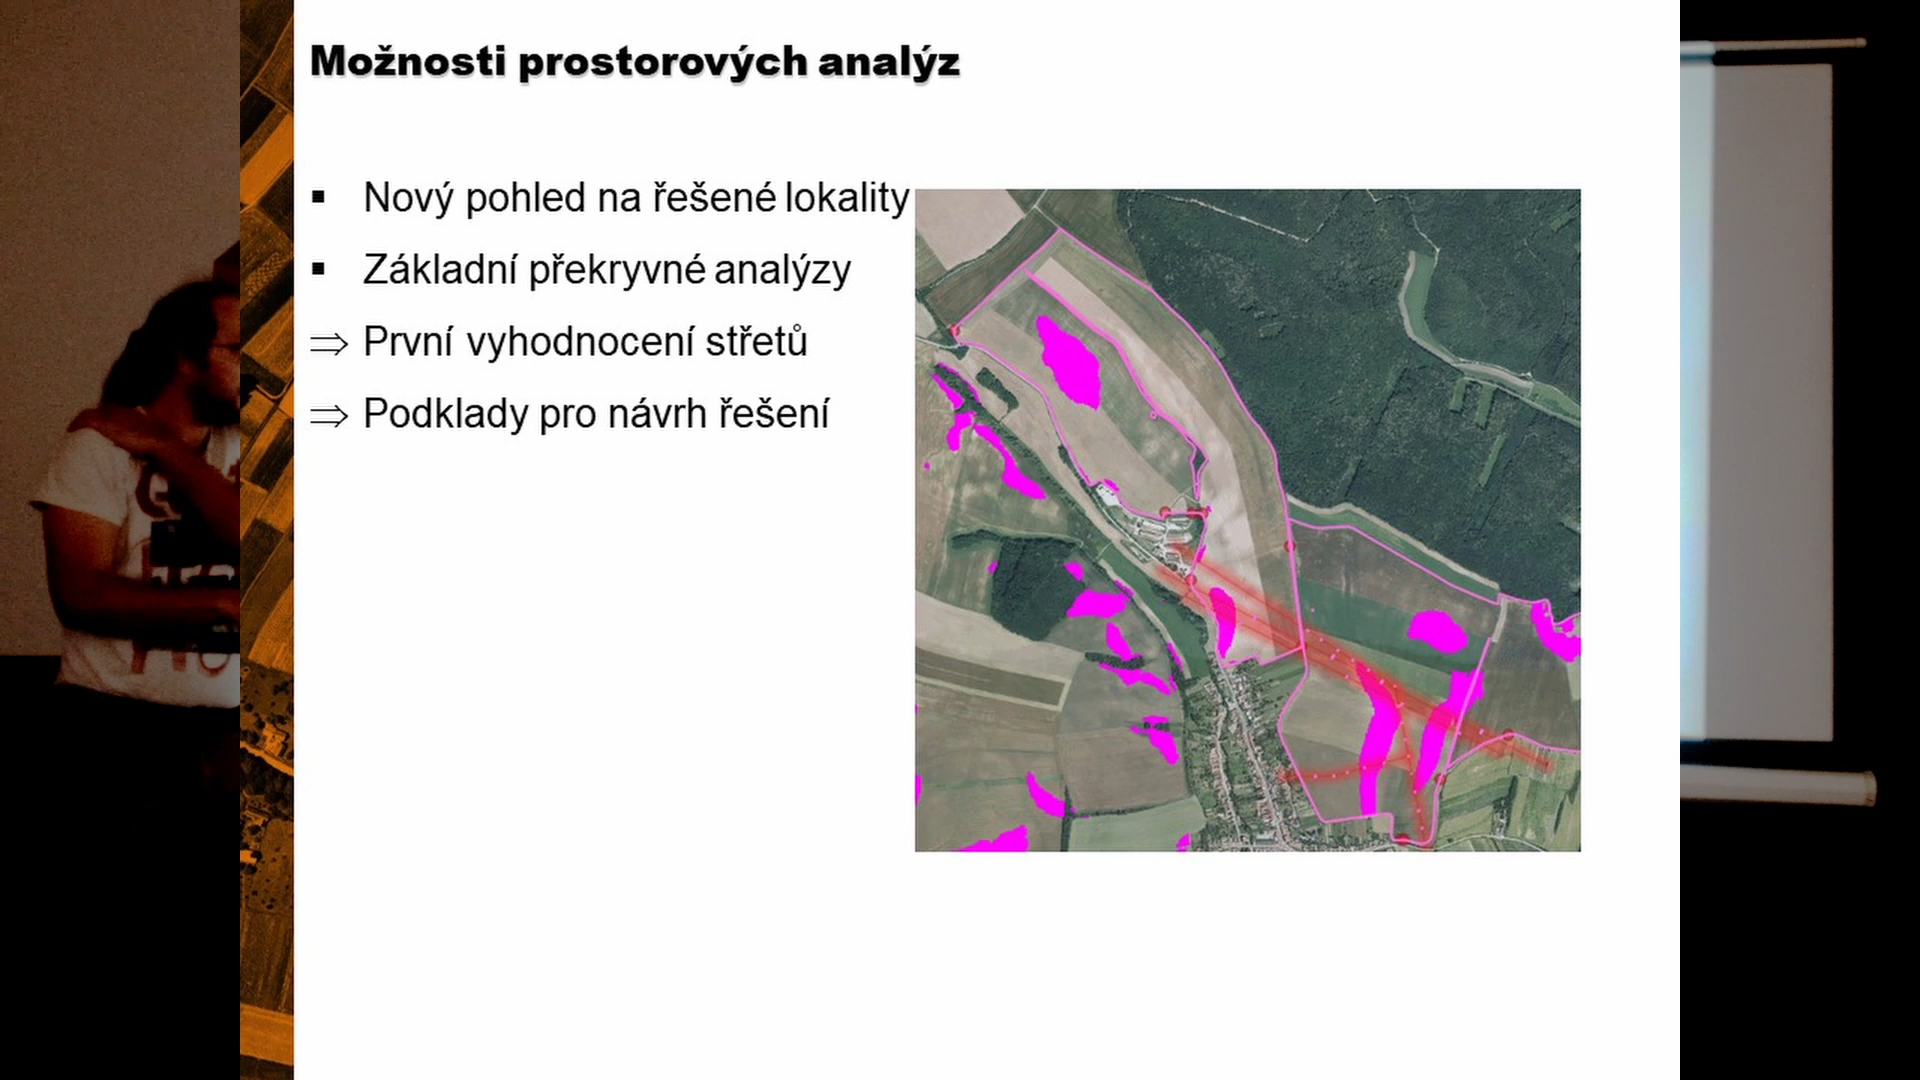 Možnosti prostorových analýz
▪ Nový pohled na řešené lokality
▪ Základní překryvné analýzy
⇒ První vyhodnocení střetů
⇒ Podklady pro návrh řešení